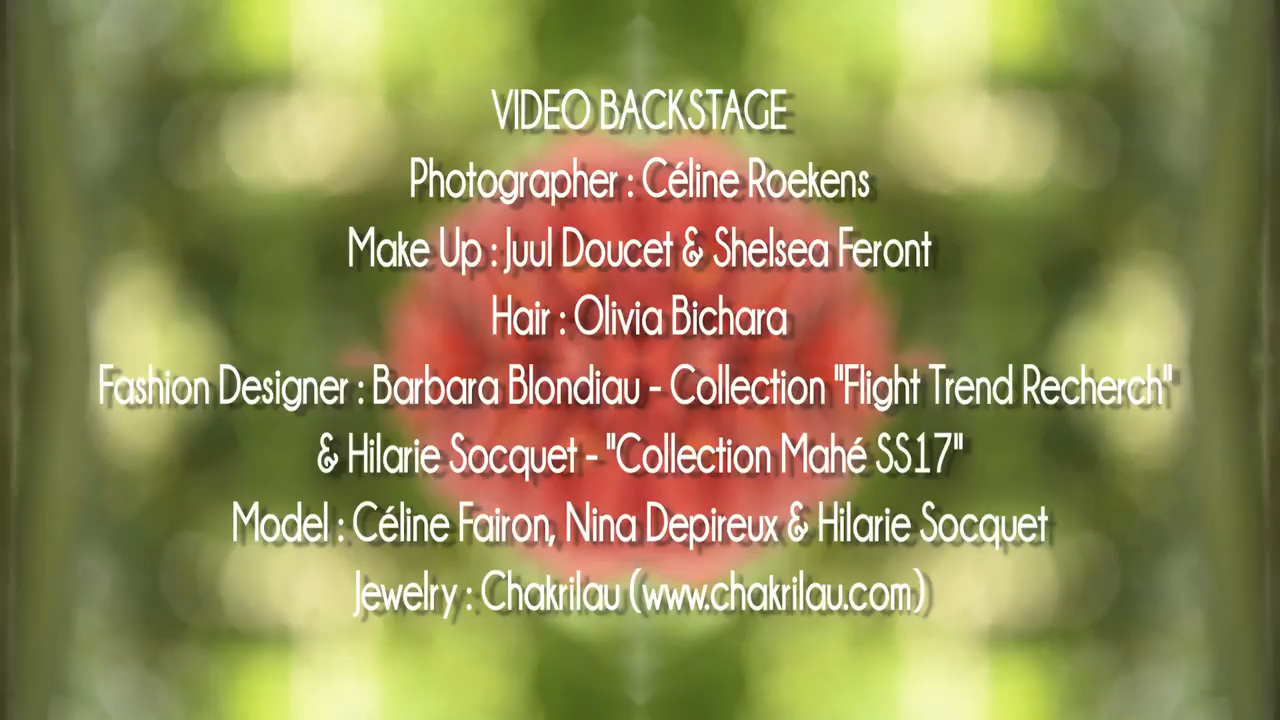 VIDEO BACKSTAGE
Photographer : Céline Roekens
Make Up : Juul Doucet & Shelsea Feront
Hair : Olivia Bichara
Fashion Designer : Barbara Blondiau - Collection "Flight Trend Recherch"
& Hilarie Socquet - "Collection Mahé SS17"
Model : Céline Fairon, Nina Depireux & Hilarie Socquet
Jewelry : Chakrilau (www.chakrilau.com)